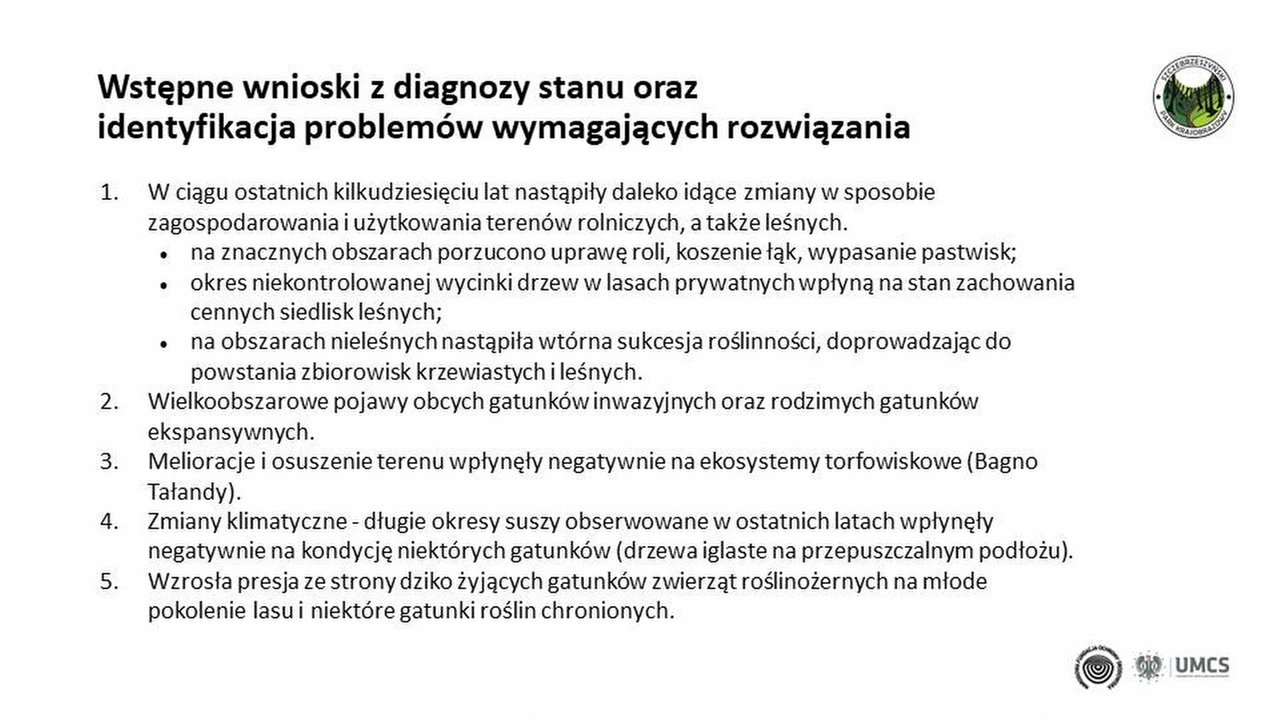 Wstępne wnioski z diagnozy stanu oraz
identyfikacja problemów wymagających rozwiązania
SZCZEBRZESZYŃSKI
PARK KRAJOBRAZOWY
1. W ciągu ostatnich kilkudziesięciu lat nastąpiły daleko idące zmiany w sposobie
zagospodarowania i użytkowania terenów rolniczych, a także leśnych.
• na znacznych obszarach porzucono uprawę roli, koszenie łąk, wypasanie pastwisk;
• okres niekontrolowanej wycinki drzew w lasach prywatnych wpłyną na stan zachowania
cennych siedlisk leśnych;
• na obszarach nieleśnych nastąpiła wtórna sukcesja roślinności, doprowadzając do
powstania zbiorowisk krzewiastych i leśnych.
2. Wielkoobszarowe pojawy obcych gatunków inwazyjnych oraz rodzimych gatunków
ekspansywnych.
3. Melioracje i osuszenie terenu wpłynęły negatywnie na ekosystemy torfowiskowe (Bagno
Tałandy).
4. Zmiany klimatyczne - długie okresy suszy obserwowane w ostatnich latach wpłynęły
negatywnie na kondycję niektórych gatunków (drzewa iglaste na przepuszczalnym podłożu).
5. Wzrosła presja ze strony dziko żyjących gatunków zwierząt roślinożernych na młode
pokolenie lasu i niektóre gatunki roślin chronionych.
UMCS